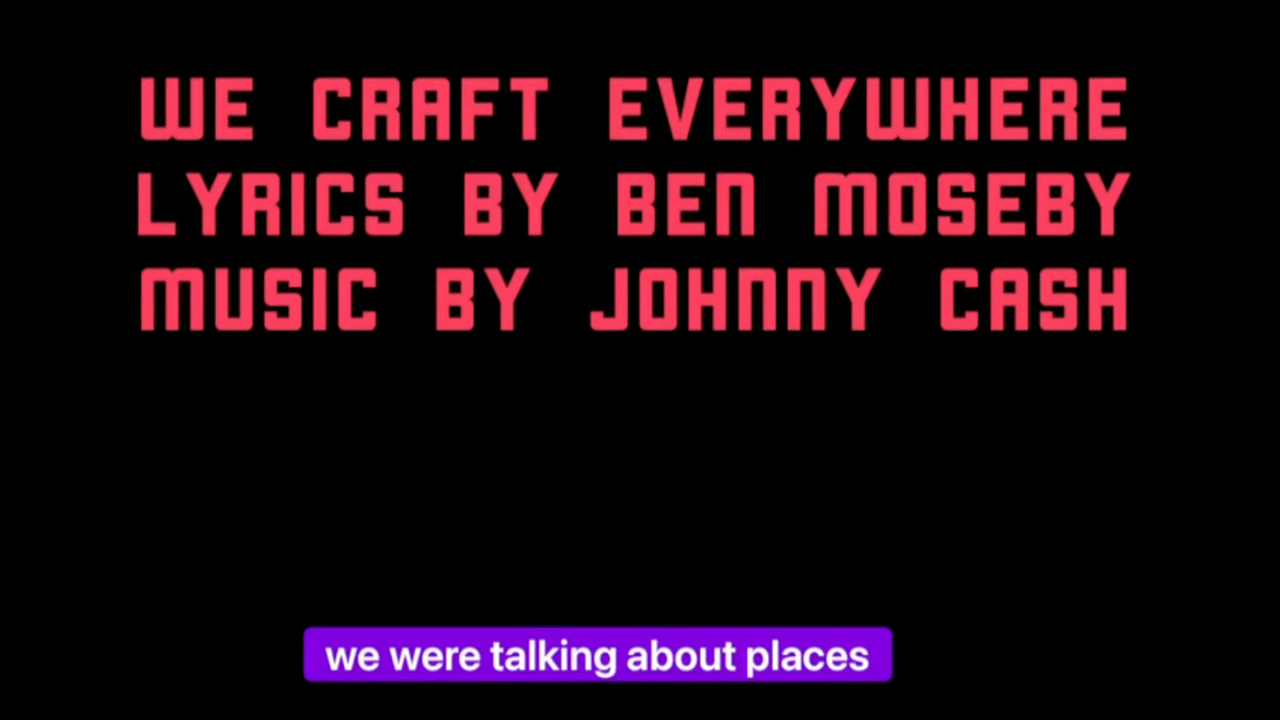 WE CRAFT EVERYWHERE
LYRICS BY BEN MOSEBY
MUSIC BY JOHNNY CASH
we were talking about places